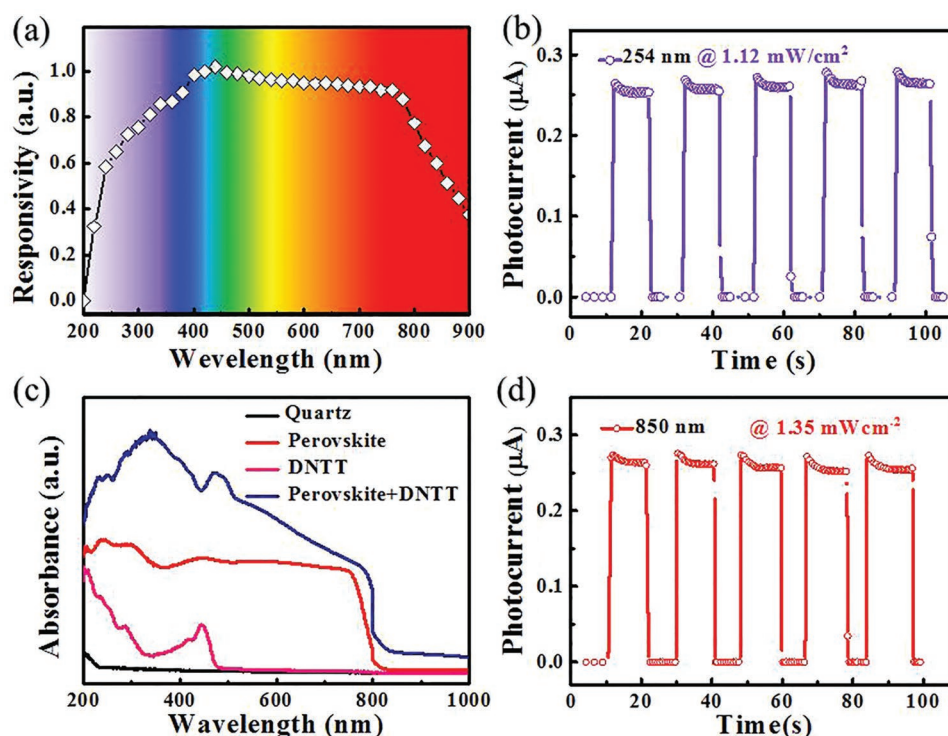 (a)
Responsivity (a.u.)
1.0
0.8
0.6
0.4
0.2
0.0
200 300 400 500 600 700 800 900
Wevelength (nm)
(b)
254 nm @ 1.12 mW/cm²
Photocurrent (μA)
0.3
0.2
0.1
0.0
0 20 40 60 80 100
Time (s)
(c)
Absorbance (a.u.)
Quartz
Perovskite
DNTT
Perovskite+DNTT
200 400 600 800 1000
Wavelength (nm)
(d)
850 nm @ 1.35 mWcm⁻²
Photocurrent (μA)
0.3
0.2
0.1
0.0
0 20 40 60 80 100
Time(s)